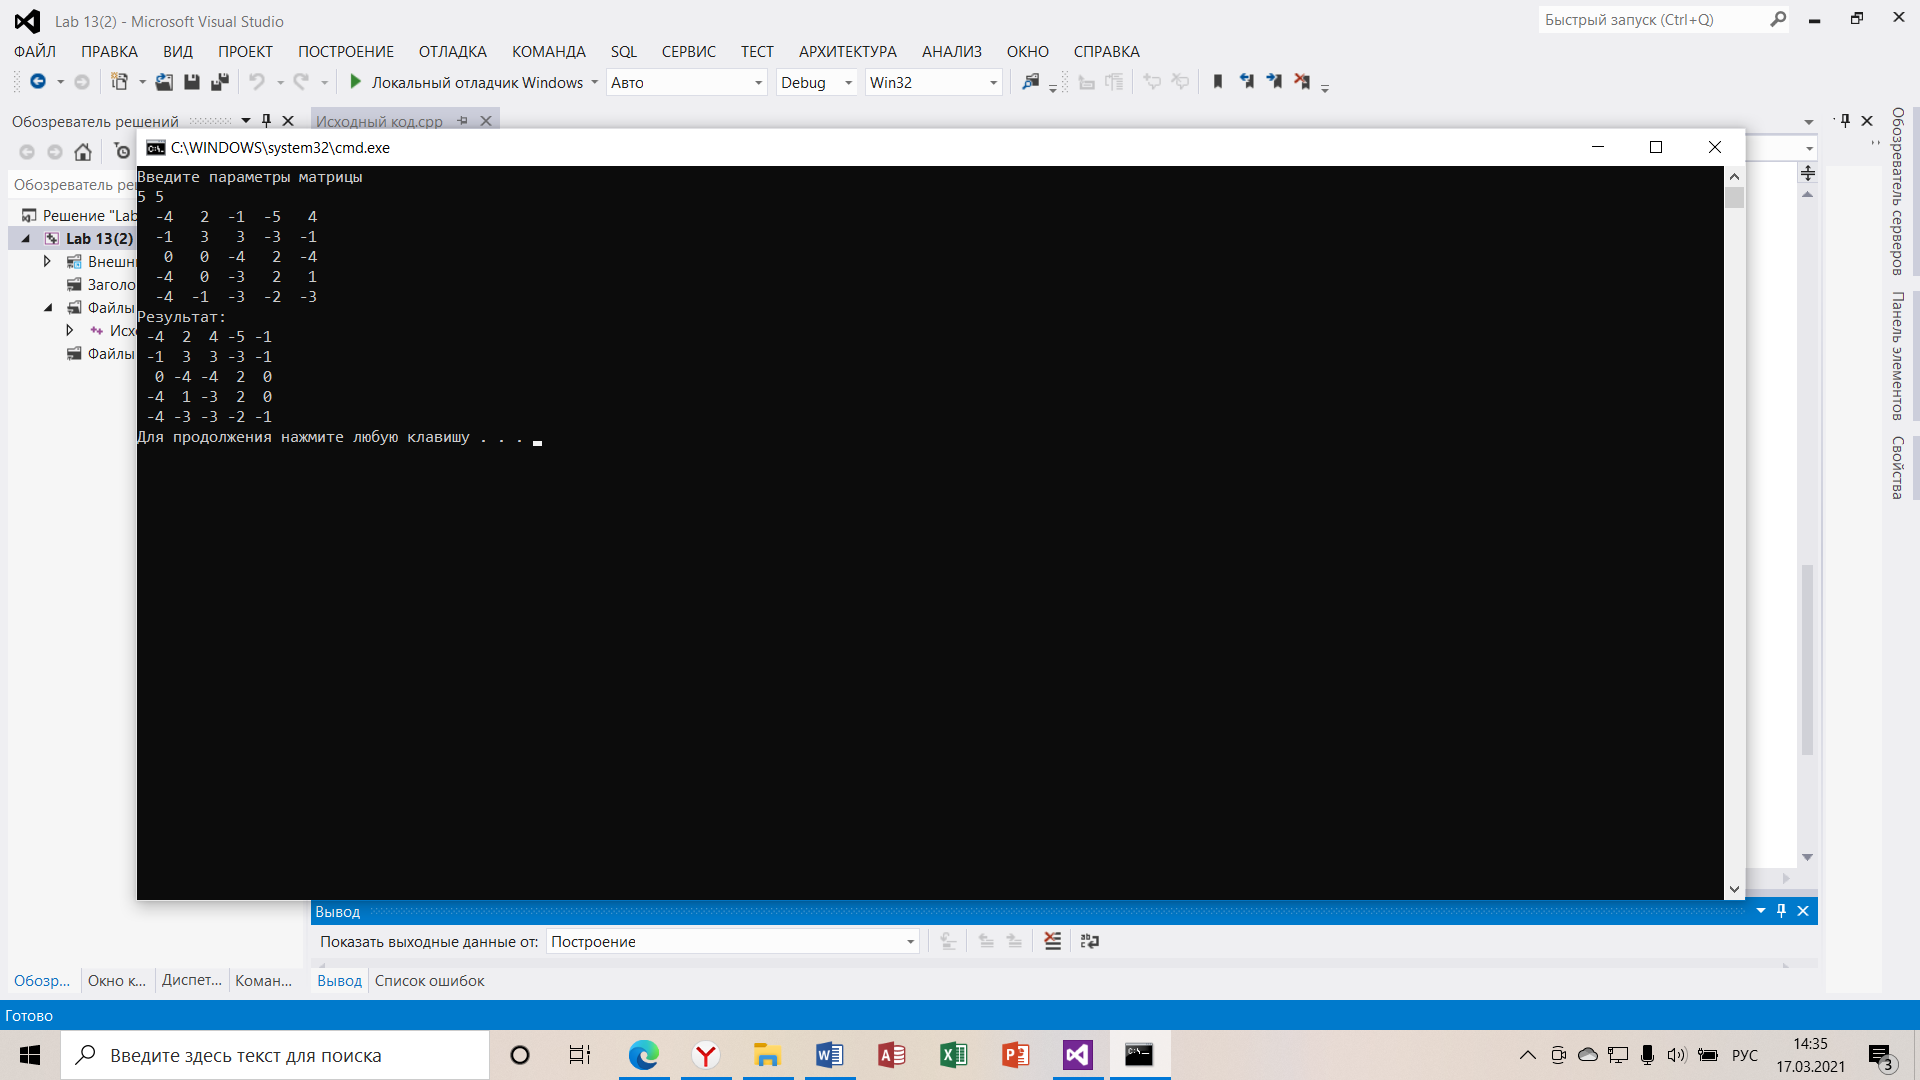 Lab 13(2) - Microsoft Visual Studio
Быстрый запуск (Ctrl+Q)
ФАЙЛ ПРАВКА ВИД ПРОЕКТ ПОСТРОЕНИЕ ОТЛАДКА КОМАНДА SQL СЕРВИС ТЕСТ АРХИТЕКТУРА АНАЛИЗ ОКНО СПРАВКА
Локальный отладчик Windows Авто Debug Win32
Обозреватель решений
Исходный код.cpp
C:\WINDOWS\system32\cmd.exe
Обозреватель ре
Решение "Lab
Lab 13(2)
Внешн
Заголо
Файлы
Исх
Файлы
Введите параметры матрицы
5 5
-4 2 -1 -5 4
-1 3 3 -3 -1
0 0 -4 2 -4
-4 0 -3 2 1
-4 -1 -3 -2 -3
Результат:
-4 2 4 -5 -1
-1 3 3 -3 -1
0 -4 -4 2 0
-4 1 -3 2 0
-4 -3 -3 -2 -1
Для продолжения нажмите любую клавишу . . .
Обозреватель серверов
Панель элементов
Свойства
Вывод
Показать выходные данные от: Построение
Обозр... Окно к... Диспет... Коман...
Вывод Список ошибок
Готово
Введите здесь текст для поиска
РУС
14:35
17.03.2021
3